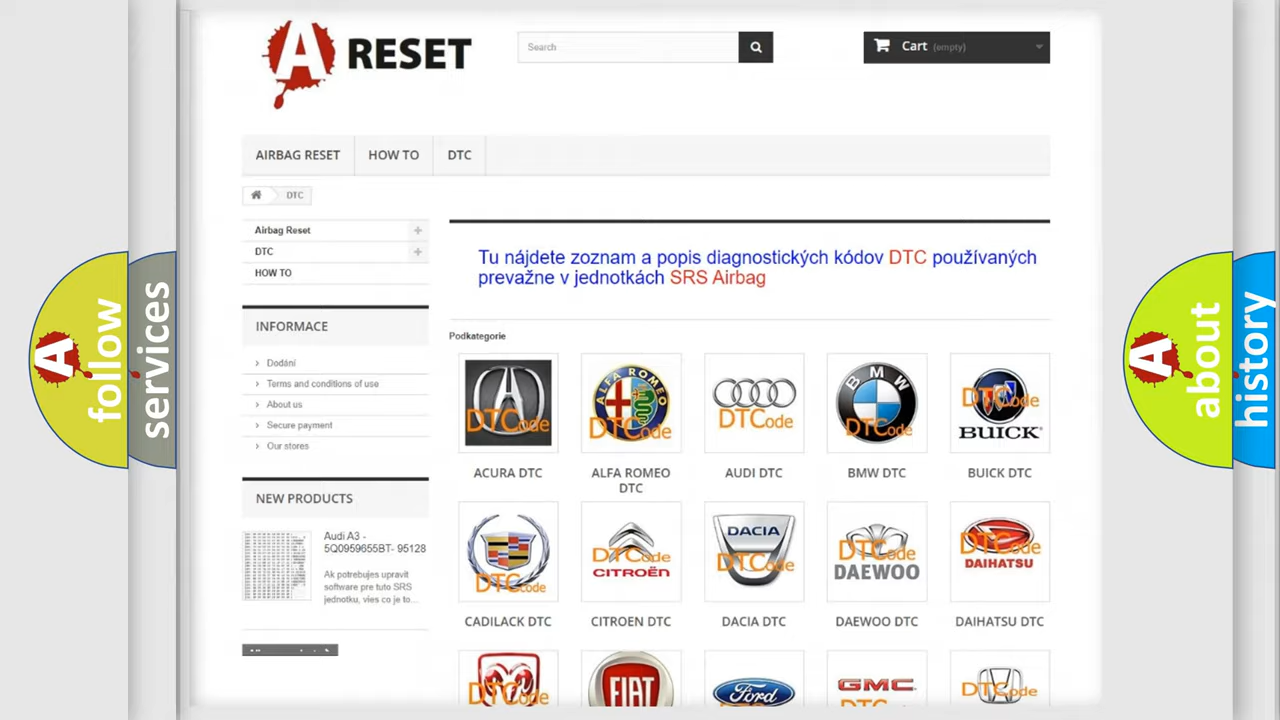 A RESET
Search
Cart (empty)
AIRBAG RESET
HOW TO
DTC
DTC
Airbag Reset
DTC
HOW TO
INFORMACE
Dodání
Terms and conditions of use
About us
Secure payment
Our stores
NEW PRODUCTS
Audi A3 -
5Q0959655BT- 95128
Ak potrebujes upravit
software pre tuto SRS
jednotku, vies co je to...
Tu nájdete zoznam a popis diagnostických kódov DTC používaných
prevažne v jednotkách SRS Airbag
Podkategorie
DTCode
ALFA ROMEO
DTCode
DTCode
BMW
DTCode
DTCode
BUICK
ACURA DTC
ALFA ROMEO
DTC
AUDI DTC
BMW DTC
BUICK DTC
DTCode
DTCode
CITROËN
DACIA
DTCode
DTCode
DAEWOO
DTCode
DAIHATSU
CADILACK DTC
CITROEN DTC
DACIA DTC
DAEWOO DTC
DAIHATSU DTC
DTCode
FIAT
Ford
GMC
DTCode
A follow
services
A about
history